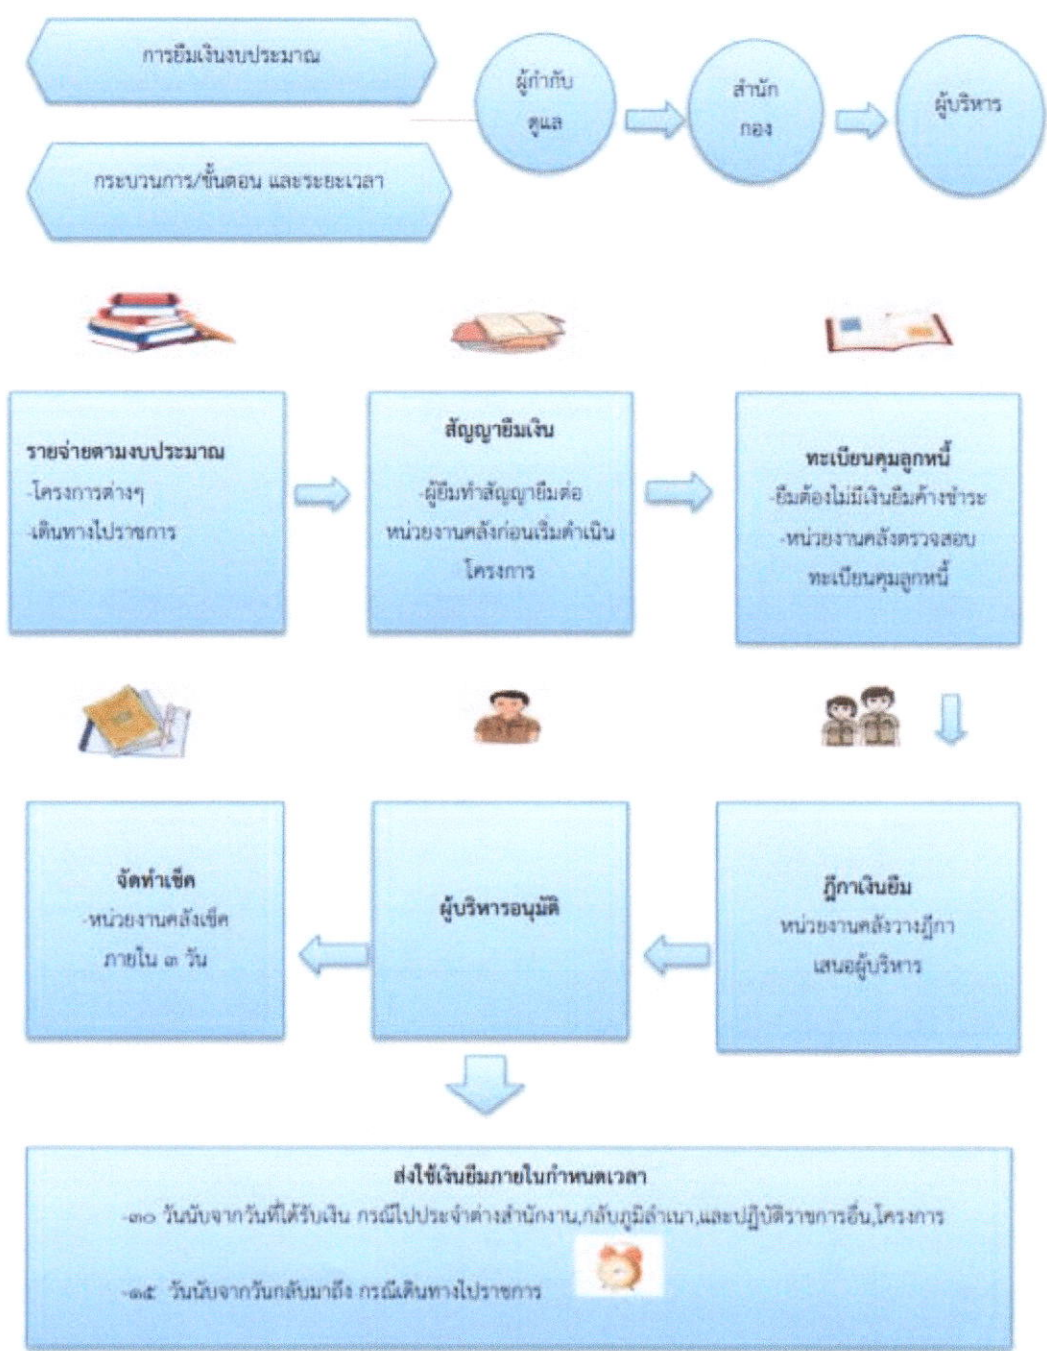 การยืมเงินงบประมาณ
ผู้กำกับ
ดูแล
สำนัก
กอง
ผู้บริหาร
กระบวนการ/ขั้นตอน และระยะเวลา
รายจ่ายตามงบประมาณ
-โครงการต่างๆ
-เดินทางไปราชการ
สัญญายืมเงิน
-ผู้ยืมทำสัญญายืมต่อ
หน่วยงานคลังก่อนเริ่มดำเนิน
โครงการ
ทะเบียนคุมลูกหนี้
-ยืมต้องไม่มีเงินยืมค้างชำระ
-หน่วยงานคลังตรวจสอบ
ทะเบียนคุมลูกหนี้
จัดทำเช็ค
-หน่วยงานคลังเช็ค
ภายใน ๓ วัน
ผู้บริหารอนุมัติ
ฎีกาเงินยืม
หน่วยงานคลังวางฎีกา
เสนอผู้บริหาร
ส่งใช้เงินยืมภายในกำหนดเวลา
-๓๐ วันนับจากวันที่ได้รับเงิน กรณีไปประจำต่างสำนักงาน,กลับภูมิลำเนา,และปฏิบัติราชการอื่น,โครงการ
-๑๕ วันนับจากวันกลับมาถึง กรณีเดินทางไปราชการ